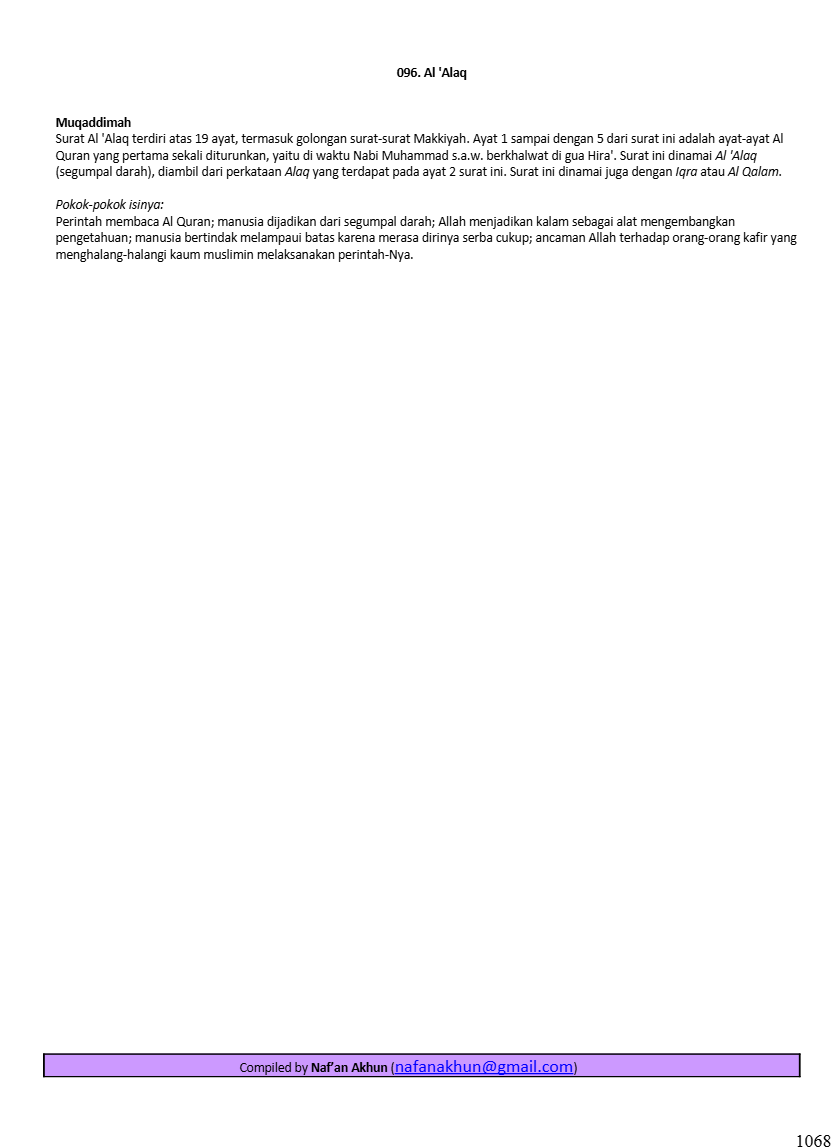 096. Al 'Alaq
Muqaddimah
Surat Al 'Alaq terdiri atas 19 ayat, termasuk golongan surat-surat Makkiyah. Ayat 1 sampai dengan 5 dari surat ini adalah ayat-ayat Al
Quran yang pertama sekali diturunkan, yaitu di waktu Nabi Muhammad s.a.w. berkhalwat di gua Hira'. Surat ini dinamai Al 'Alaq
(segumpal darah), diambil dari perkataan Alaq yang terdapat pada ayat 2 surat ini. Surat ini dinamai juga dengan Iqra atau Al Qalam.
Pokok-pokok isinya:
Perintah membaca Al Quran; manusia dijadikan dari segumpal darah; Allah menjadikan kalam sebagai alat mengembangkan
pengetahuan; manusia bertindak melampaui batas karena merasa dirinya serba cukup; ancaman Allah terhadap orang-orang kafir yang
menghalang-halangi kaum muslimin melaksanakan perintah-Nya.
Compiled by Naf’an Akhun (nafanakhun@gmail.com)
1068